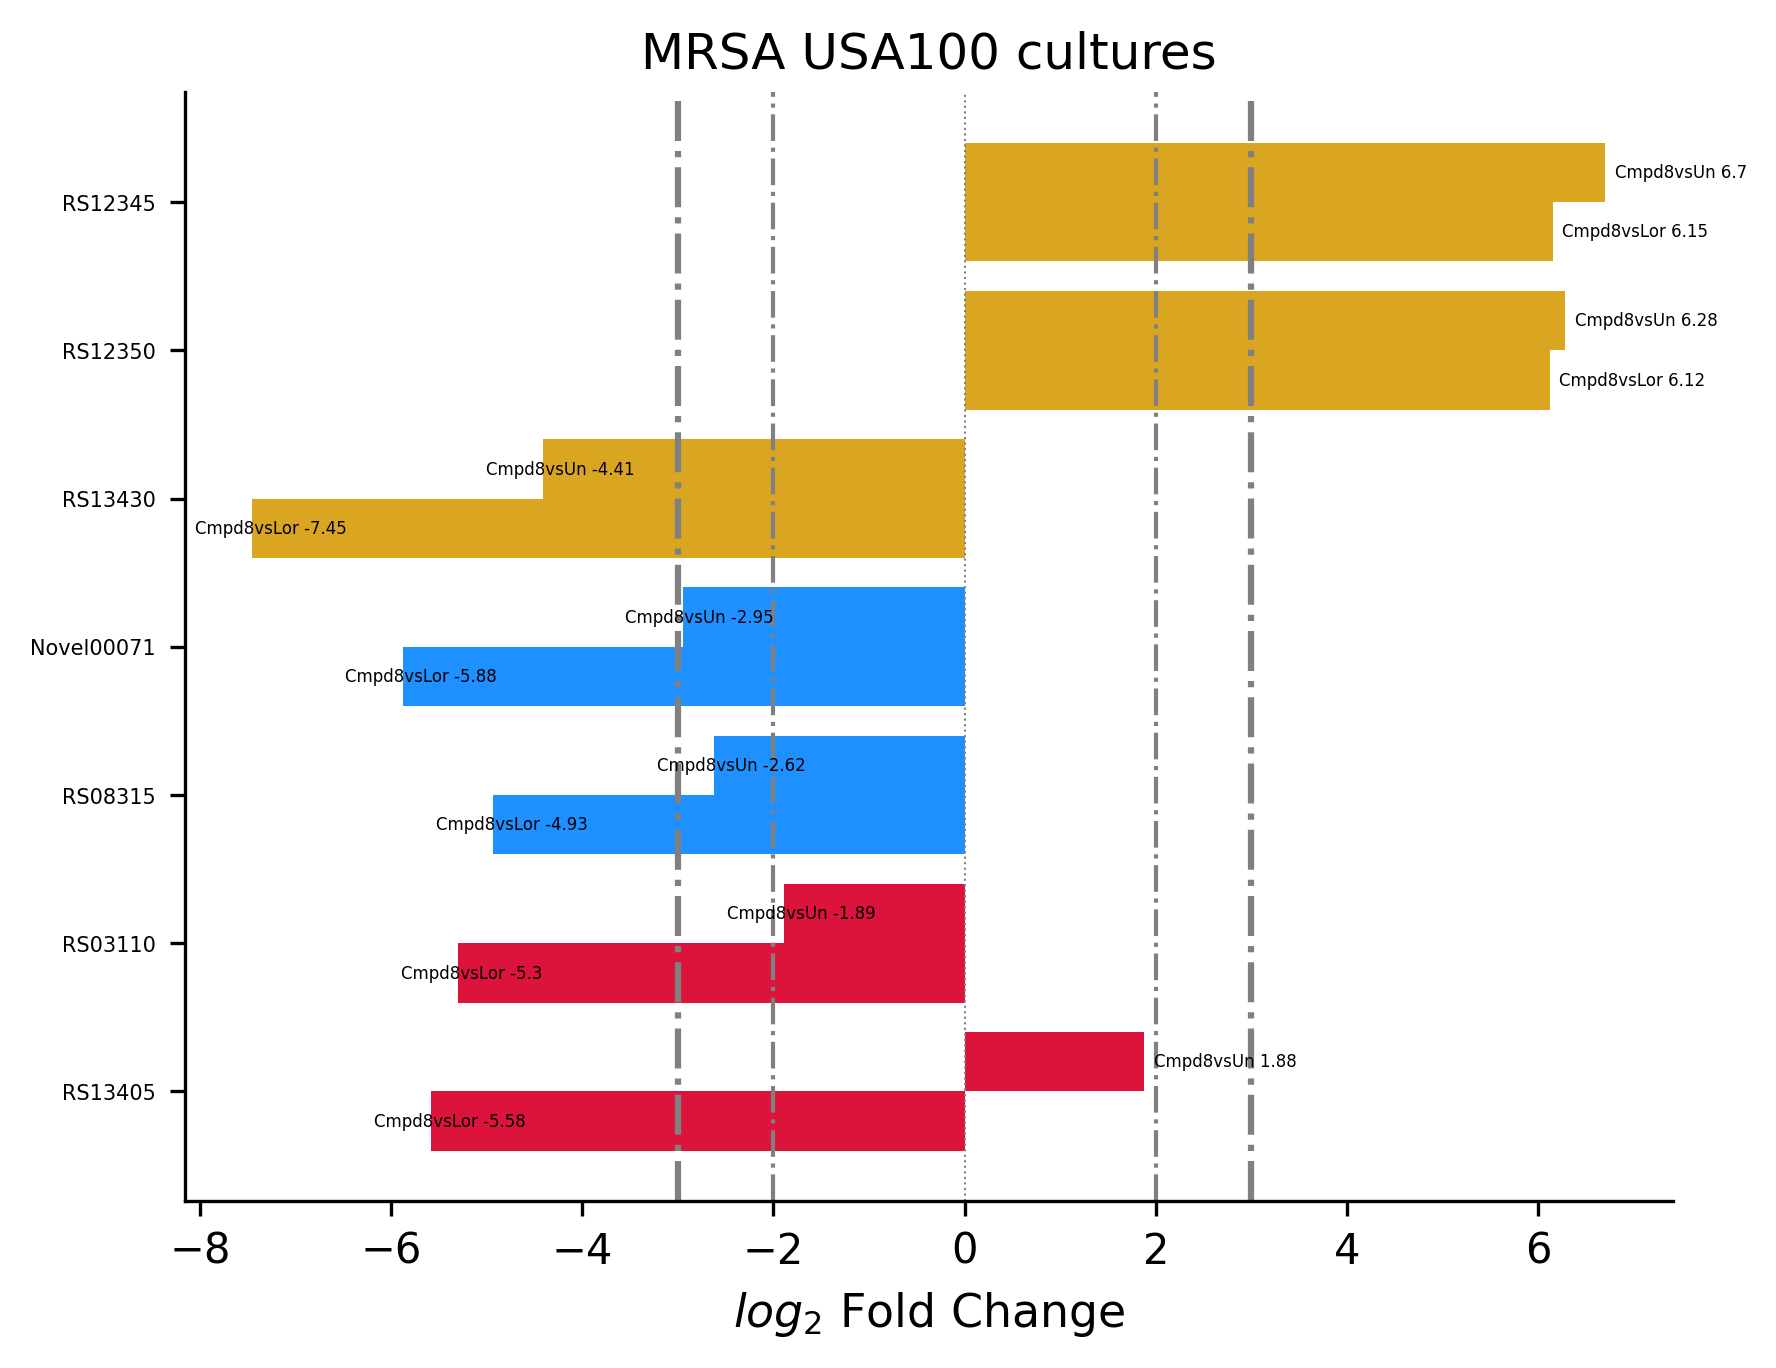 MRSA USA100 cultures
RS12345
Cmpd8vsUn 6.7
Cmpd8vsLor 6.15
RS12350
Cmpd8vsUn 6.28
Cmpd8vsLor 6.12
RS13430
Cmpd8vsUn -4.41
Cmpd8vsLor -7.45
Novel00071
Cmpd8vsUn -2.95
Cmpd8vsLor -5.88
RS08315
Cmpd8vsUn -2.62
Cmpd8vsLor -4.93
RS03110
Cmpd8vsUn -1.89
Cmpd8vsLor -5.3
RS13405
Cmpd8vsUn 1.88
Cmpd8vsLor -5.58
−8 −6 −4 −2 0 2 4 6
log₂ Fold Change